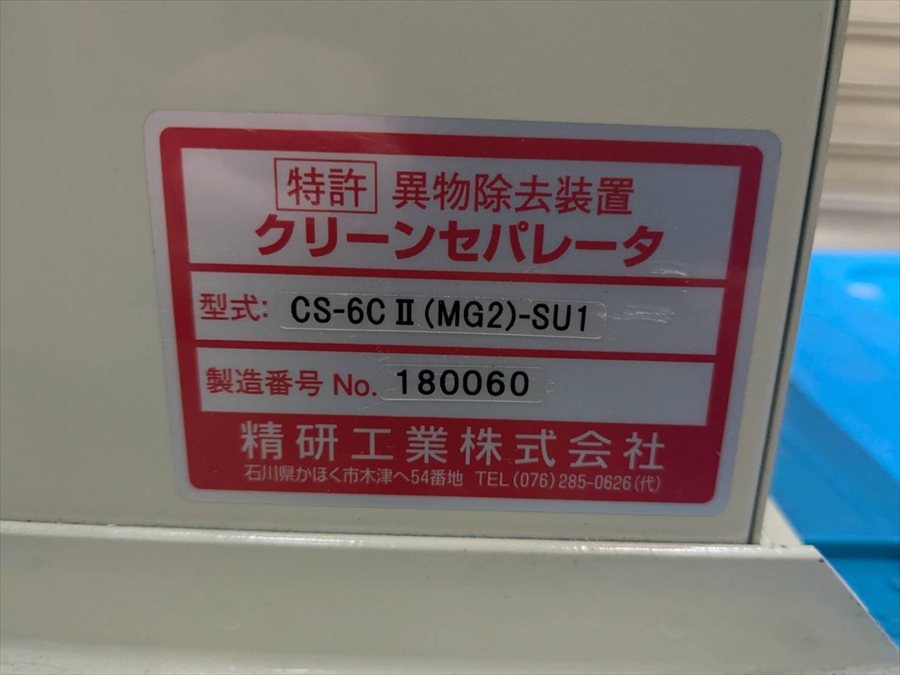 特許 異物除去装置
クリーンセパレータ
型式: CS-6CⅡ(MG2)-SU1
製造番号 No. 180060
精研工業株式会社
石川県かほく市木津へ54番地 TEL(076)285-0626(代)